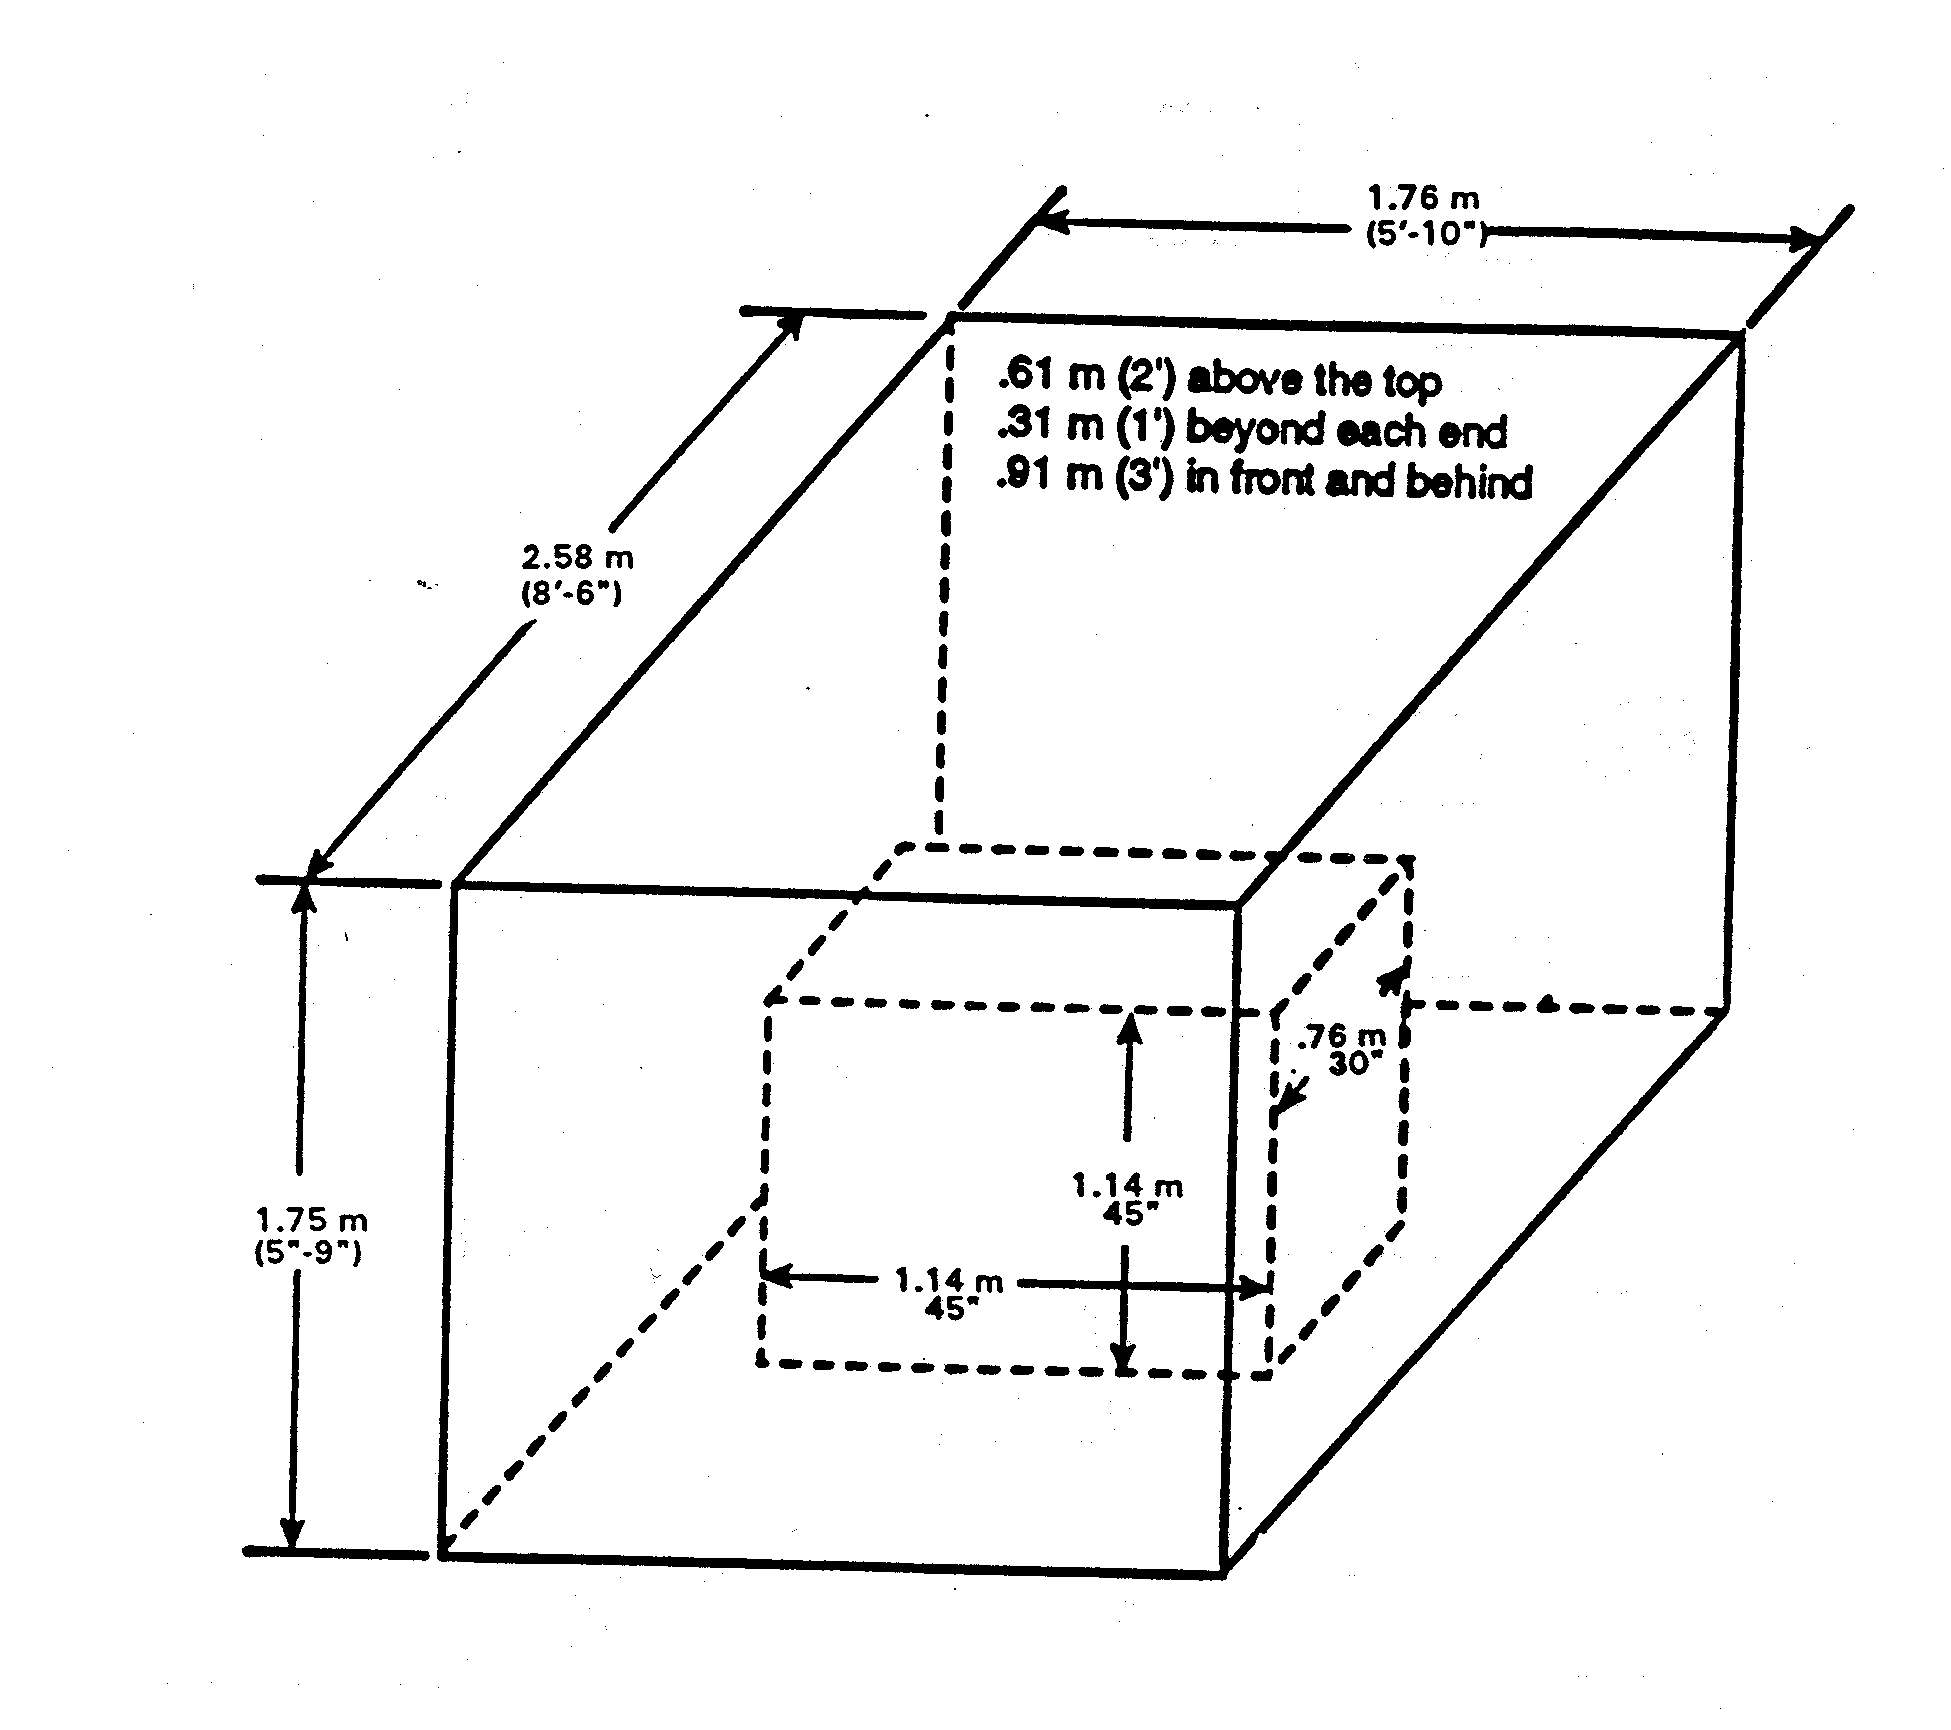 1.76 m
(5'-10")
.61 m (2') above the top
.31 m (1') beyond each end
.91 m (3') in front and behind
2.58 m
(8'-6")
.76 m
30"
1.14 m
45"
1.75 m
(5"-9")
1.14 m
45"